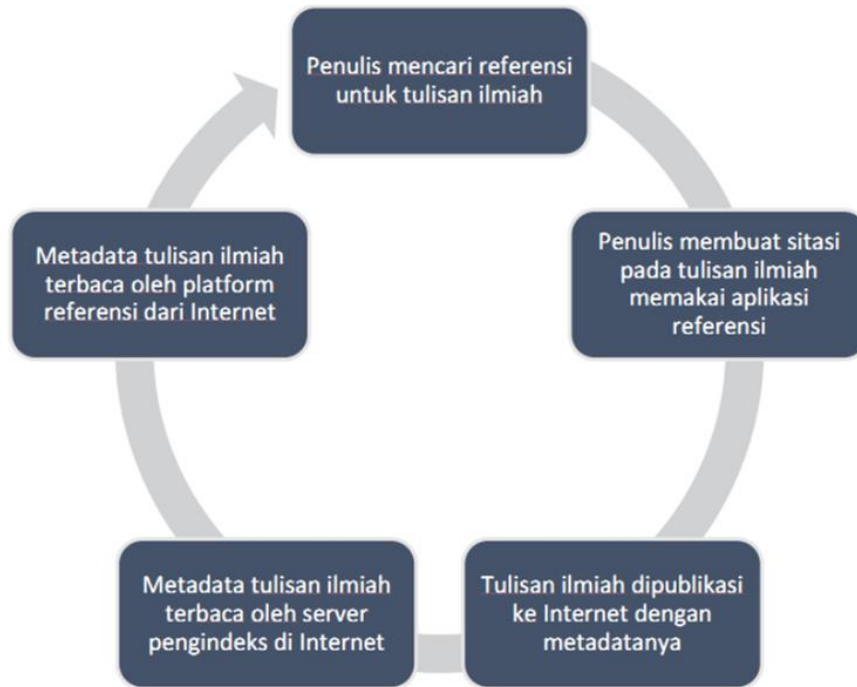 Penulis mencari referensi
untuk tulisan ilmiah
Penulis membuat sitasi
pada tulisan ilmiah
memakai aplikasi
referensi
Tulisan ilmiah dipublikasi
ke Internet dengan
metadatanya
Metadata tulisan ilmiah
terbaca oleh server
pengindeks di Internet
Metadata tulisan ilmiah
terbaca oleh platform
referensi dari Internet